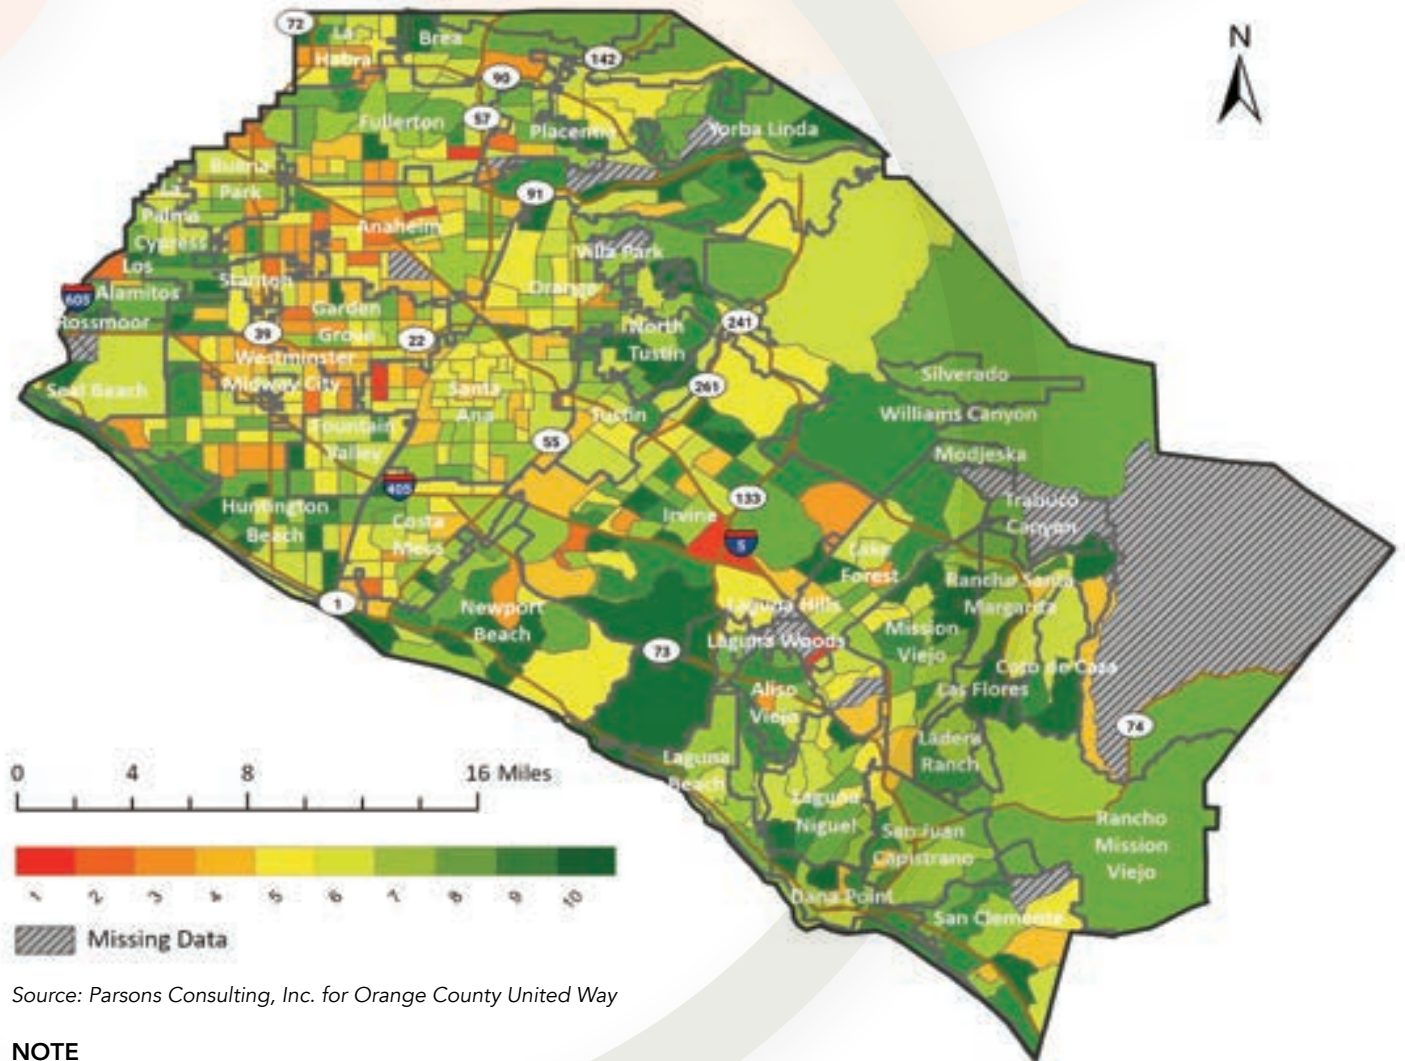 N
72
La
Habra
Brea
142
90
57
Fullerton
Placentia
Yorba Linda
Buena
Park
91
La
Palma
Cypress
Anaheim
Villa Park
Los
Alamitos
Stanton
Orange
605
Rossmoor
Garden
Grove
39
22
North
Tustin
241
Westminster
Midway City
Seal Beach
Santa
Ana
261
Silverado
Tustin
Williams Canyon
Fountain
Valley
55
Modjeska
405
133
Trabuco
Canyon
Huntington
Beach
Costa
Mesa
Irvine
5
Lake
Forest
Rancho Santa
Margarita
1
Newport
Beach
Laguna Hills
Laguna Woods
Mission
Viejo
73
Coto de Caza
Aliso
Viejo
Las Flores
74
Ladera
Ranch
Laguna
Beach
Laguna
Niguel
San Juan
Capistrano
Rancho
Mission
Viejo
Dana Point
San Clemente
0 4 8 16 Miles
1 2 3 4 5 6 7 8 9 10
Missing Data
Source: Parsons Consulting, Inc. for Orange County United Way
NOTE